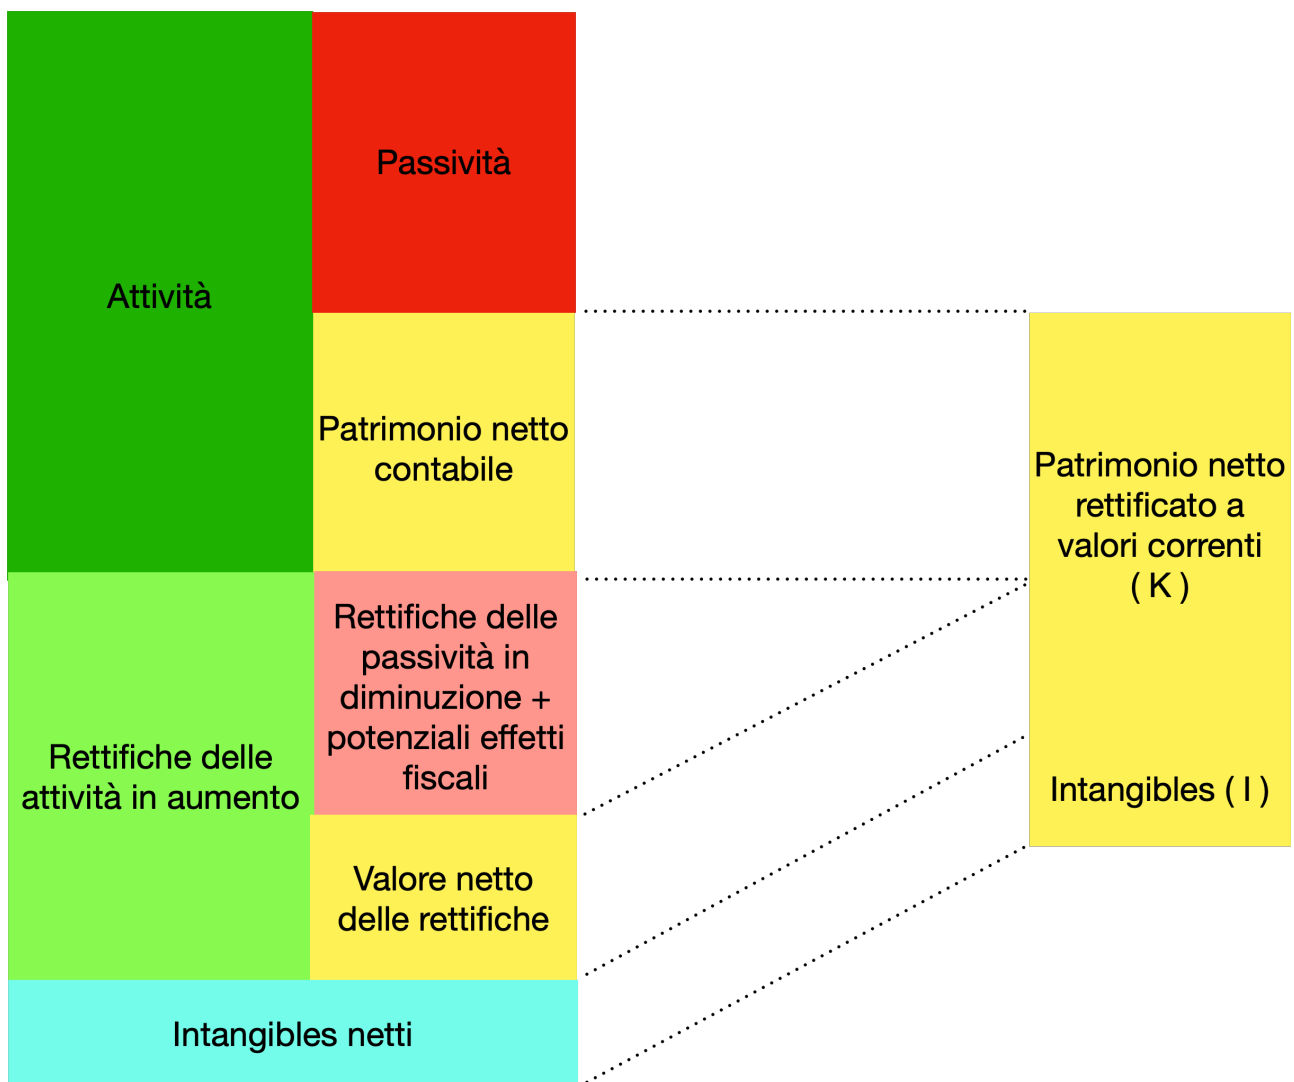 Passività
Attività
Patrimonio netto
contabile
Patrimonio netto
rettificato a
valori correnti
( K )
Rettifiche delle
passività in
diminuzione +
potenziali effetti
fiscali
Rettifiche delle
attività in aumento
Intangibles ( I )
Valore netto
delle rettifiche
Intangibles netti